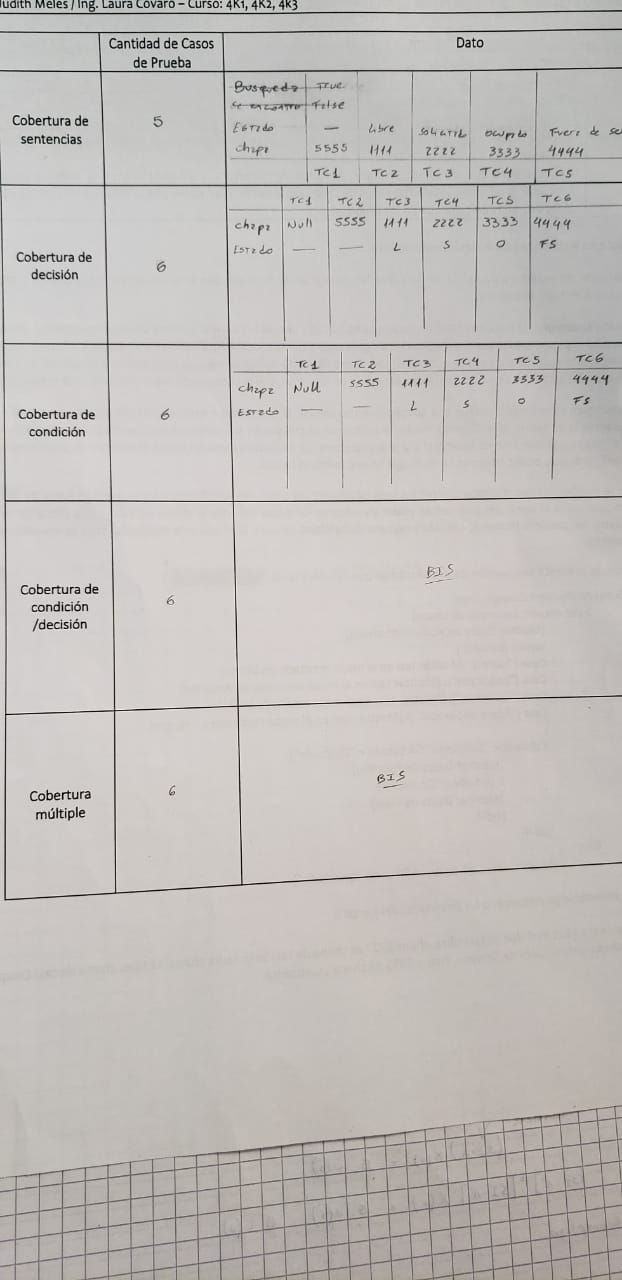 Judith Meles / Ing. Laura Covaro – Curso: 4K1, 4K2, 4k3
Cantidad de Casos de Prueba Dato
Cobertura de sentencias 5
Busqueda True
Se encontro False
Estado — Libre Solicitad Ocupado Fuera de se
chapa 5555 1111 2222 3333 4444
TC1 TC2 TC3 TC4 TC5
Cobertura de decisión 6
TC1 TC2 TC3 TC4 TC5 TC6
chapa Null 5555 1111 2222 3333 4444
Estado — — L S O FS
Cobertura de condición 6
TC1 TC2 TC3 TC4 TC5 TC6
chapa Null 5555 1111 2222 3333 4444
Estado — — L S O FS
Cobertura de condición /decisión 6 BIS
Cobertura múltiple 6 BIS